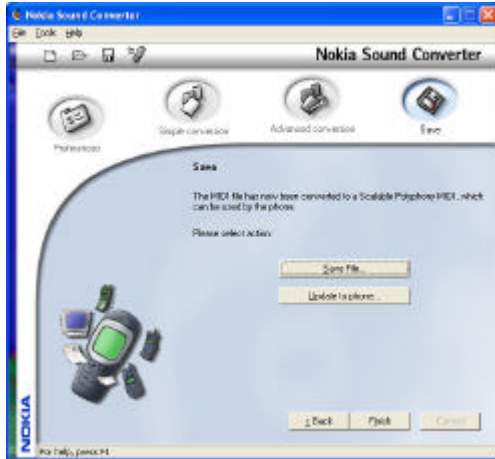 Nokia Sound Converter
File Tools Help
Nokia Sound Converter
Preferences
Simple conversion
Advanced conversion
Save
Save
The MIDI file has now been converted to a Scalable Polyphony MIDI, which
can be used by the phone.
Please select action:
Save File...
Update to phone...
< Back
Finish
Cancel
NOKIA
For help, press F1